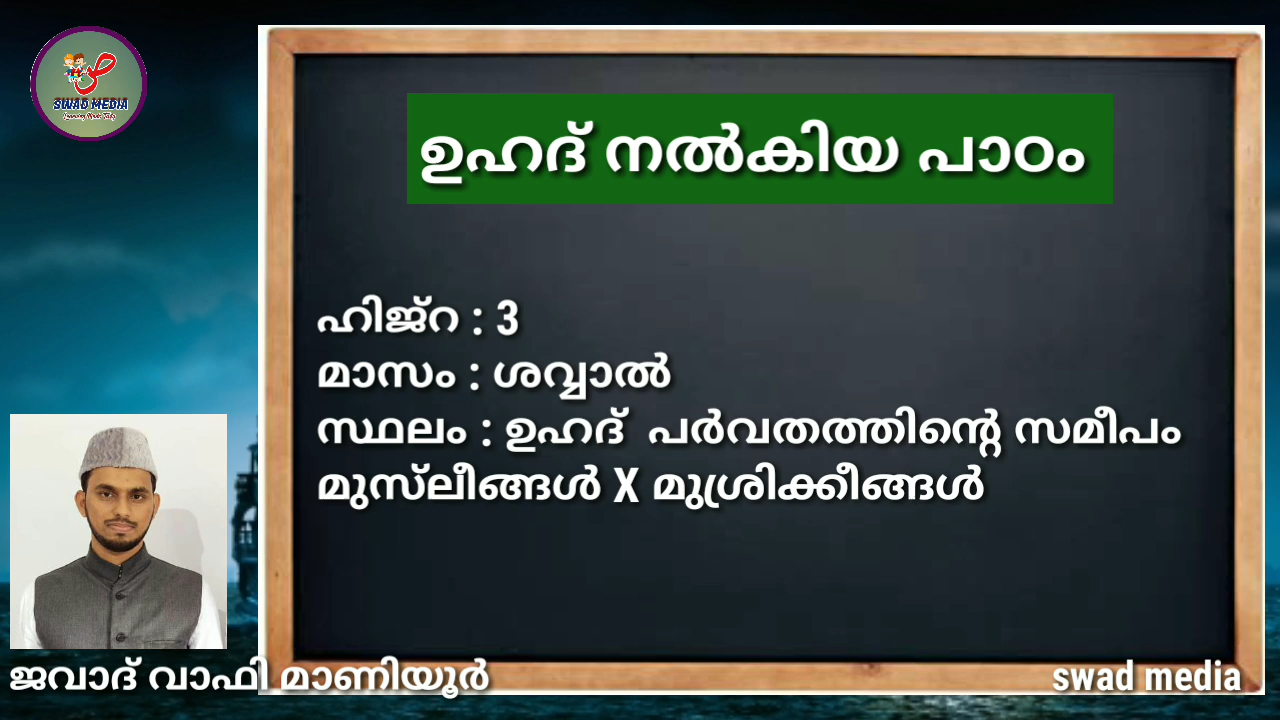 SWAD MEDIA
ഉഹദ് നൽകിയ പാഠം
ഹിജ്റ : 3
മാസം : ശവ്വാൽ
സ്ഥലം : ഉഹദ് പർവതത്തിന്റെ സമീപം
മുസ്ലീങ്ങൾ X മുശ്രിക്കീങ്ങൾ
ജവാദ് വാഫി മാണിയൂർ
swad media